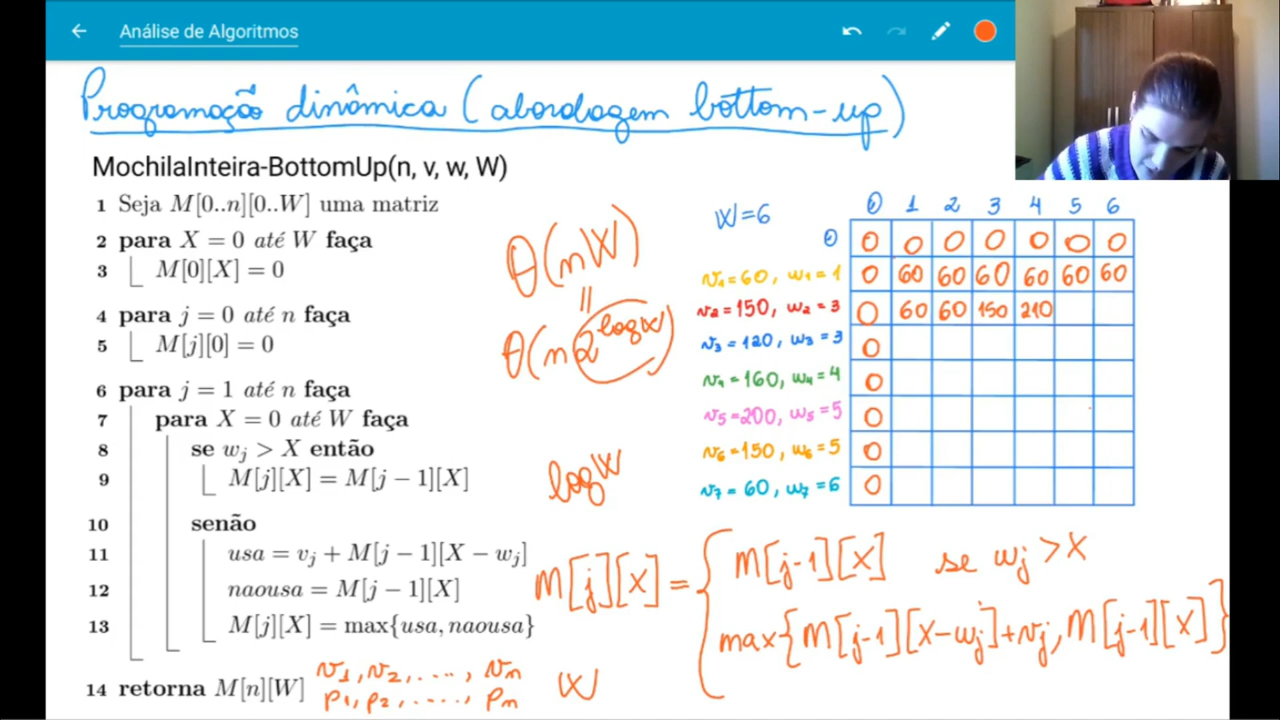 Análise de Algoritmos
Programação dinâmica (abordagem bottom-up)
MochilaInteira-BottomUp(n, v, w, W)
1 Seja M[0..n][0..W] uma matriz
2 para X = 0 até W faça
3 M[0][X] = 0
4 para j = 0 até n faça
5 M[j][0] = 0
6 para j = 1 até n faça
7 para X = 0 até W faça
8 se wj > X então
9 M[j][X] = M[j − 1][X]
10 senão
11 usa = vj + M[j − 1][X − wj]
12 naousa = M[j − 1][X]
13 M[j][X] = max{usa, naousa}
14 retorna M[n][W]
v1, v2, ...., vn
p1, p2, ....., pn
W
θ(nW)
=
θ(n2^logW)
logW
W=6
0 1 2 3 4 5 6
0 0 0 0 0 0 0 0
v1=60, w1=1 0 60 60 60 60 60 60
v2=150, w2=3 0 60 60 150 210
v3=120, w3=3 0
v4=160, w4=4 0
v5=200, w5=5 0
v6=150, w6=5 0
v7=60, w7=6 0
M[j][X] = { M[j-1][X] se wj > X
max{M[j-1][X-wj]+vj, M[j-1][X]}